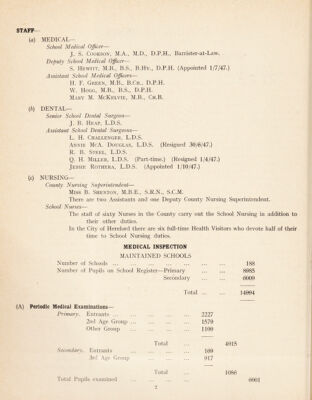 STAFF—
(a) MEDICAL—
School Medical Officer—
J. S. Cookson, M.A., M.D., D.P.H., Barrister-at-Law.
Deputy School Medical Officer—
S. Hewitt, M.B., B.S., B.Hy., D.P.H. (Appointed 1/7/47.)
Assistant School Medical Officers—
H. F. Green, M.B., B.Ch., D.P.H.
W. Hogg, M.B., B.S., D.P.H.
Mary M. McKelvie, M.B., Ch.B.
(b) DENTAL—
Senior School Dental Surgeon—
J. B. Heap, L.D.S.
Assistant School Dental Surgeons—
L. H. Challenger, L.D.S.
Annie McA. Douglas, L.D.S. (Resigned 30/6/47.)
R. B. Steel, L.D.S.
Q. H. Miller, L.D.S. (Part-time.) (Resigned 1/4/47.)
Jessie Rothera, L.D.S. (Appointed 1/10/47.)
(c) NURSING—
County Nursing Superintendent—
Miss B. M.B.E., S.R.N., S.C.M.
There are two Assistants and one Deputy County Nursing Superintendent.
School Nurses—
The staff of sixty Nurses in the County carry out the School Nursing in addition to
their other duties.
In the City of Hereford there are six full-time Health Visitors who devote half of their
time to School Nursing duties.
MEDICAL INSPECTION
MAINTAINED SCHOOLS
Number of Schools ... ... ... ... ... ... ... 188
Number of Pupils on School Register—Primary ... ... 8985
Secondary ... ... 6009
Total ... ... 14994
(A) Periodic Medical Examinations—
Primary. Entrants ... ... ... 2227
2nd Age Group ... ... 1579
Other Group ... ... 1109
Total ... 4915
Secondary. Entrants ... ... ... 169
3rd Age Group ... ... 917
Total ... 1086
Total Pupils examined ... ... ... ... ... 6001
2